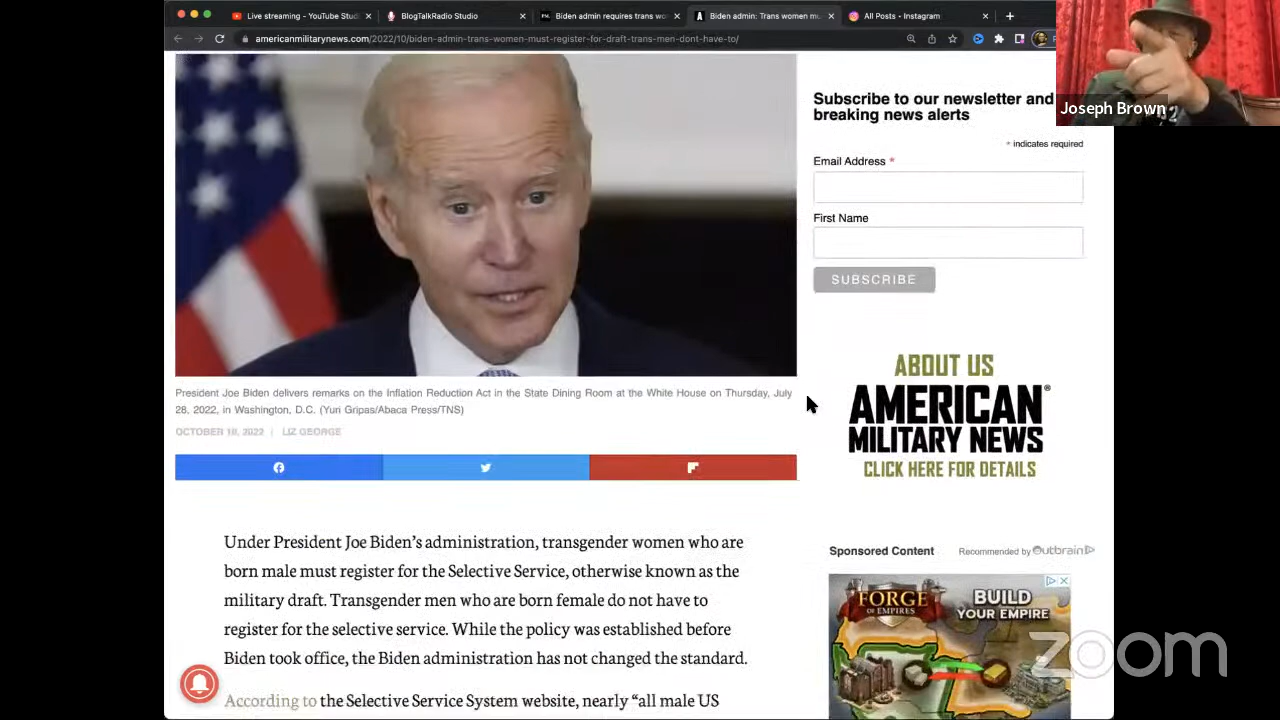 Live streaming - YouTube Stud
BlogTalkRadio Studio
Biden admin requires trans wo
Biden admin: Trans women mu
All Posts - Instagram
americanmilitarynews.com/2022/10/biden-admin-trans-women-must-register-for-draft-trans-men-dont-have-to/
Joseph Brown
Subscribe to our newsletter and
breaking news alerts
* indicates required
Email Address *
First Name
SUBSCRIBE
President Joe Biden delivers remarks on the Inflation Reduction Act in the State Dining Room at the White House on Thursday, July
28, 2022, in Washington, D.C. (Yuri Gripas/Abaca Press/TNS)
OCTOBER 10, 2022 | LIZ GEORGE
ABOUT US
AMERICAN®
MILITARY NEWS
CLICK HERE FOR DETAILS
Under President Joe Biden’s administration, transgender women who are
born male must register for the Selective Service, otherwise known as the
military draft. Transgender men who are born female do not have to
register for the selective service. While the policy was established before
Biden took office, the Biden administration has not changed the standard.
According to the Selective Service System website, nearly “all male US
Sponsored Content
Recommended by Outbrain
FORGE
OF EMPIRES
BUILD
YOUR EMPIRE
zoom